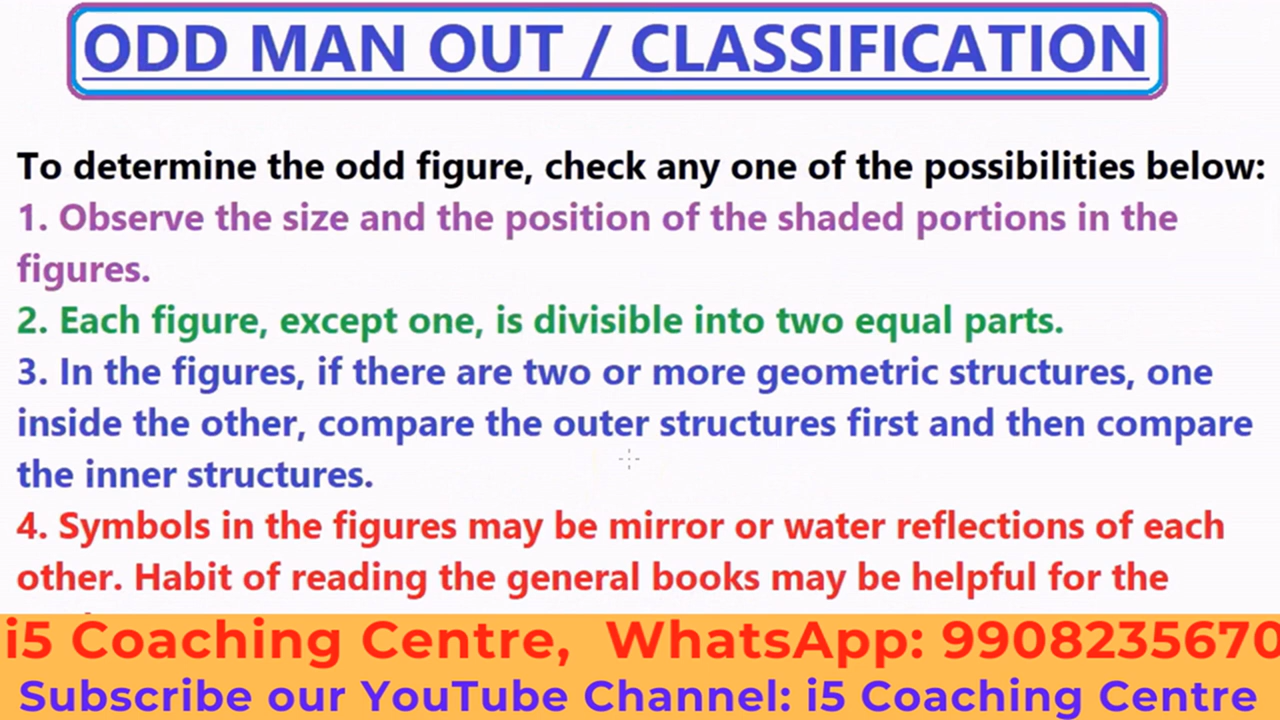 ODD MAN OUT / CLASSIFICATION
To determine the odd figure, check any one of the possibilities below:
1. Observe the size and the position of the shaded portions in the
figures.
2. Each figure, except one, is divisible into two equal parts.
3. In the figures, if there are two or more geometric structures, one
inside the other, compare the outer structures first and then compare
the inner structures.
4. Symbols in the figures may be mirror or water reflections of each
other. Habit of reading the general books may be helpful for the
i5 Coaching Centre, WhatsApp: 9908235670
Subscribe our YouTube Channel: i5 Coaching Centre